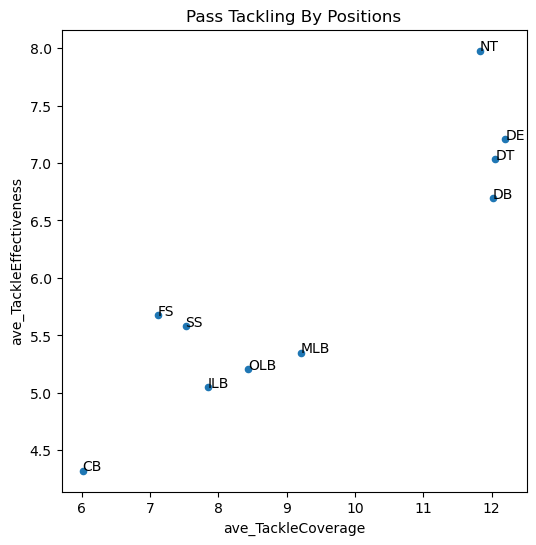 Pass Tackling By Positions
8.0
7.5
7.0
6.5
6.0
5.5
5.0
4.5
ave_TackleEffectiveness
NT
DE
DT
DB
FS
SS
MLB
OLB
ILB
CB
6 7 8 9 10 11 12
ave_TackleCoverage